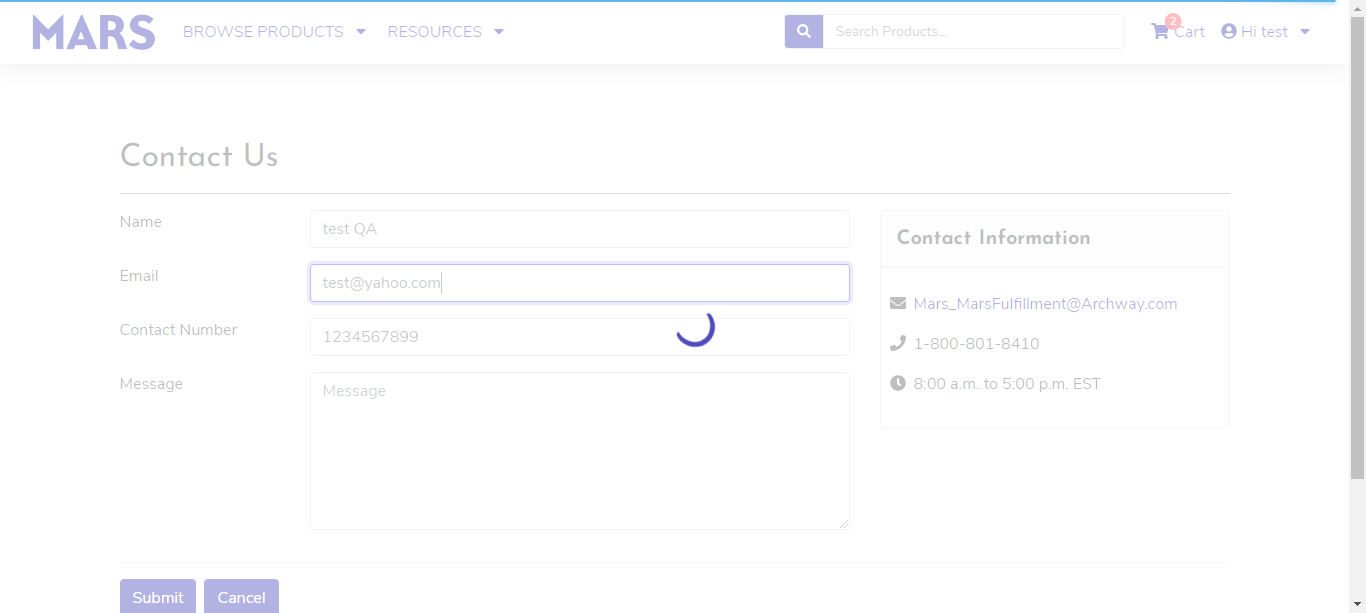 MARS
BROWSE PRODUCTS
RESOURCES
Search Products...
2
Cart
Hi test
Contact Us
Name
test QA
Email
test@yahoo.com
Contact Number
1234567899
Message
Message
Submit
Cancel
Contact Information
Mars_MarsFulfillment@Archway.com
1-800-801-8410
8:00 a.m. to 5:00 p.m. EST